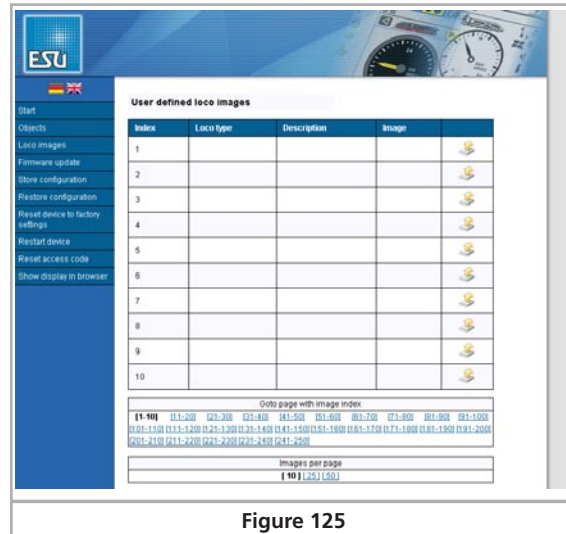 ESU
Start
Objects
Loco images
Firmware update
Store configuration
Restore configuration
Reset device to factory
settings
Restart device
Reset access code
Show display in browser
User defined loco images
Index Loco type Description Image
1
2
3
4
5
6
7
8
9
10
Goto page with image index
[1-10] [11-20] [21-30] [31-40] [41-50] [51-60] [61-70] [71-80] [81-90] [91-100]
[101-110] [111-120] [121-130] [131-140] [141-150] [151-160] [161-170] [171-180] [181-190] [191-200]
[201-210] [211-220] [221-230] [231-240] [241-250]
Images per page
[ 10 ] [ 25 ] [ 50 ]
Figure 125